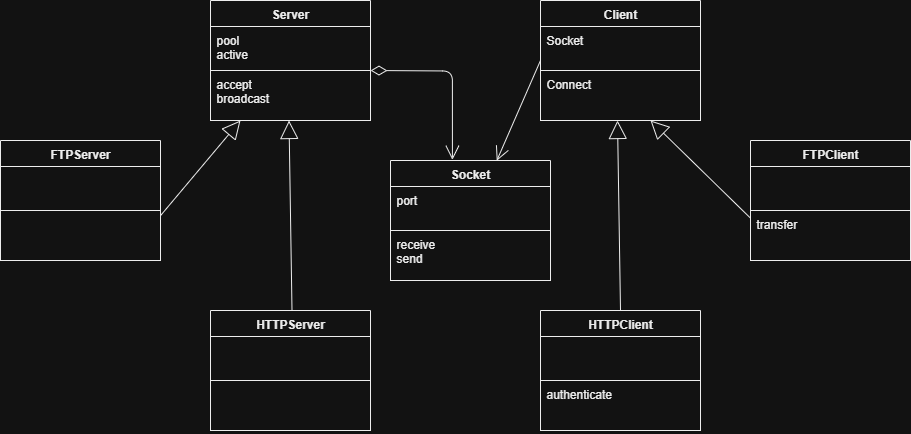 Server
pool
active
accept
broadcast
Client
Socket
Connect
FTPServer
Socket
port
receive
send
FTPClient
transfer
HTTPServer
HTTPClient
authenticate